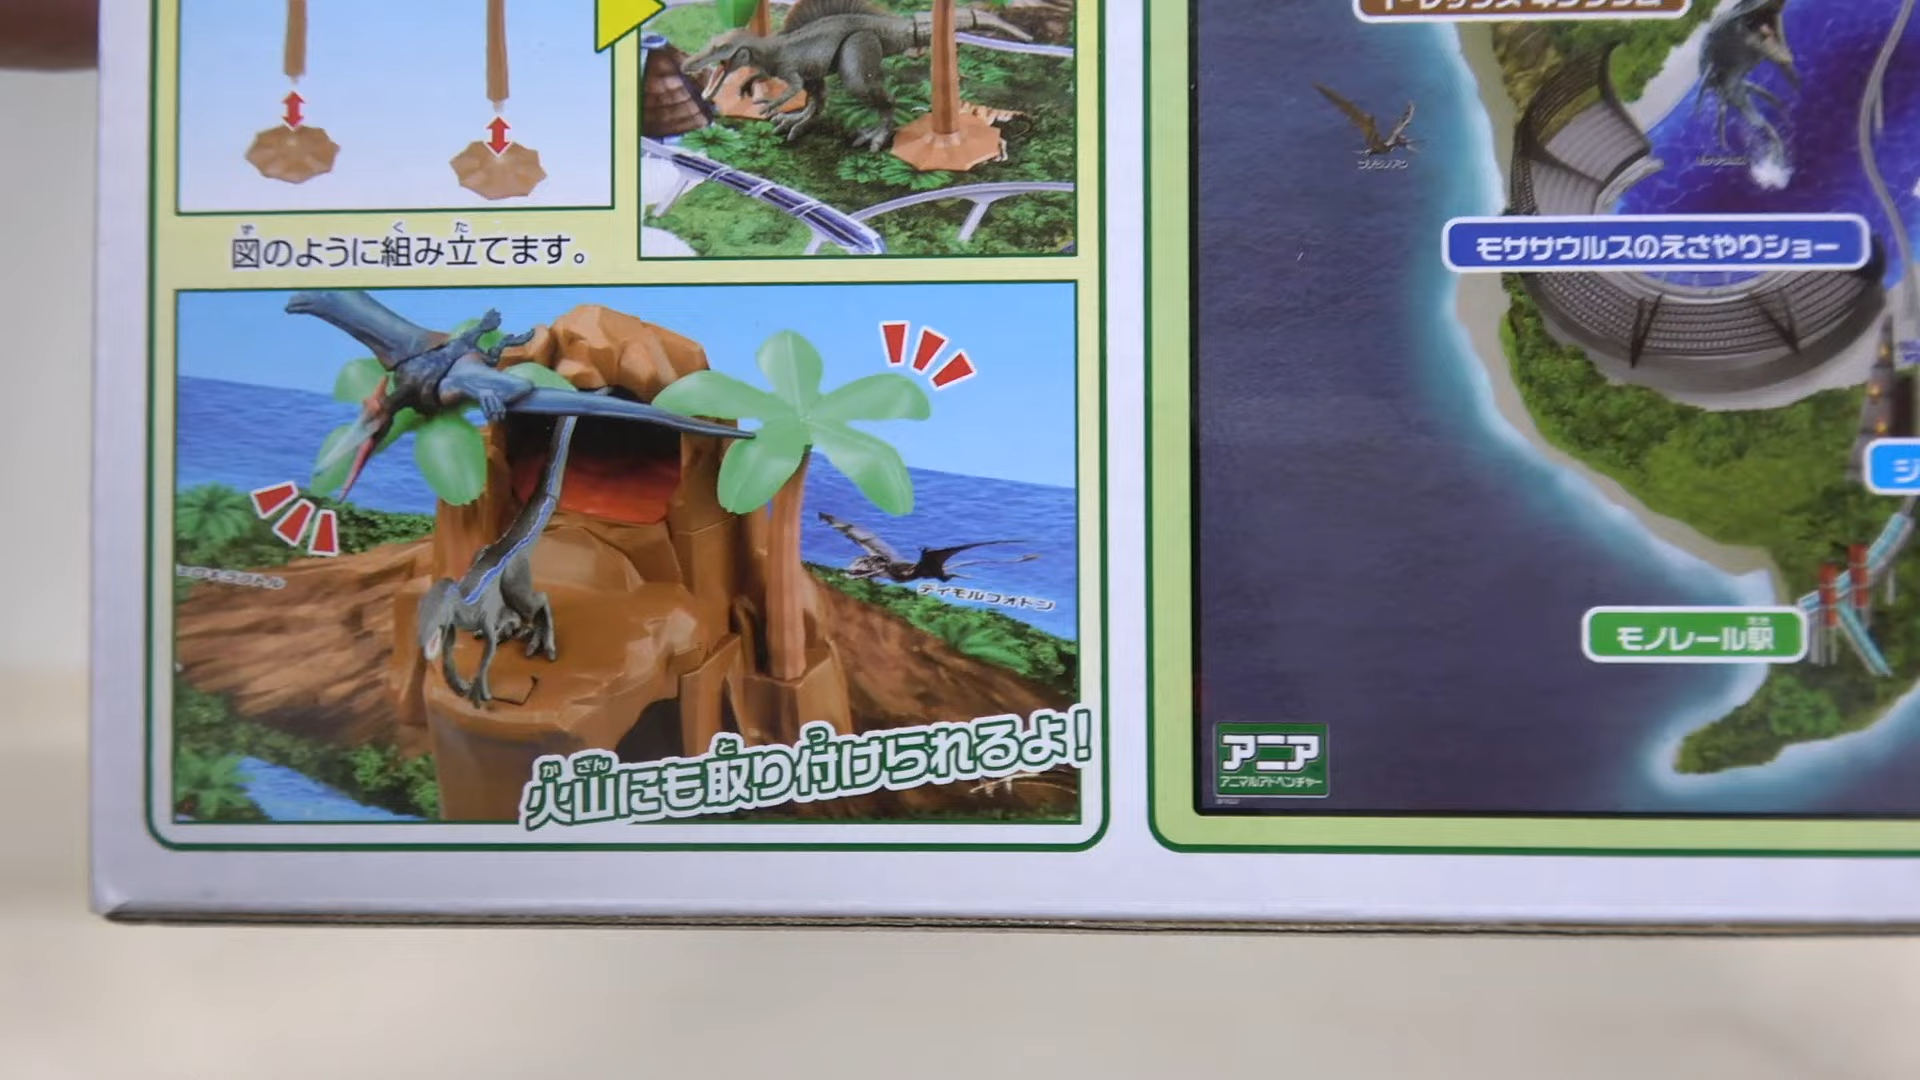 図のように組み立てます。
ディモルフォドン
火山にも取り付けられるよ!
モササウルスのえさやりショー
モノレール駅
アニア
アニマルアドベンチャー